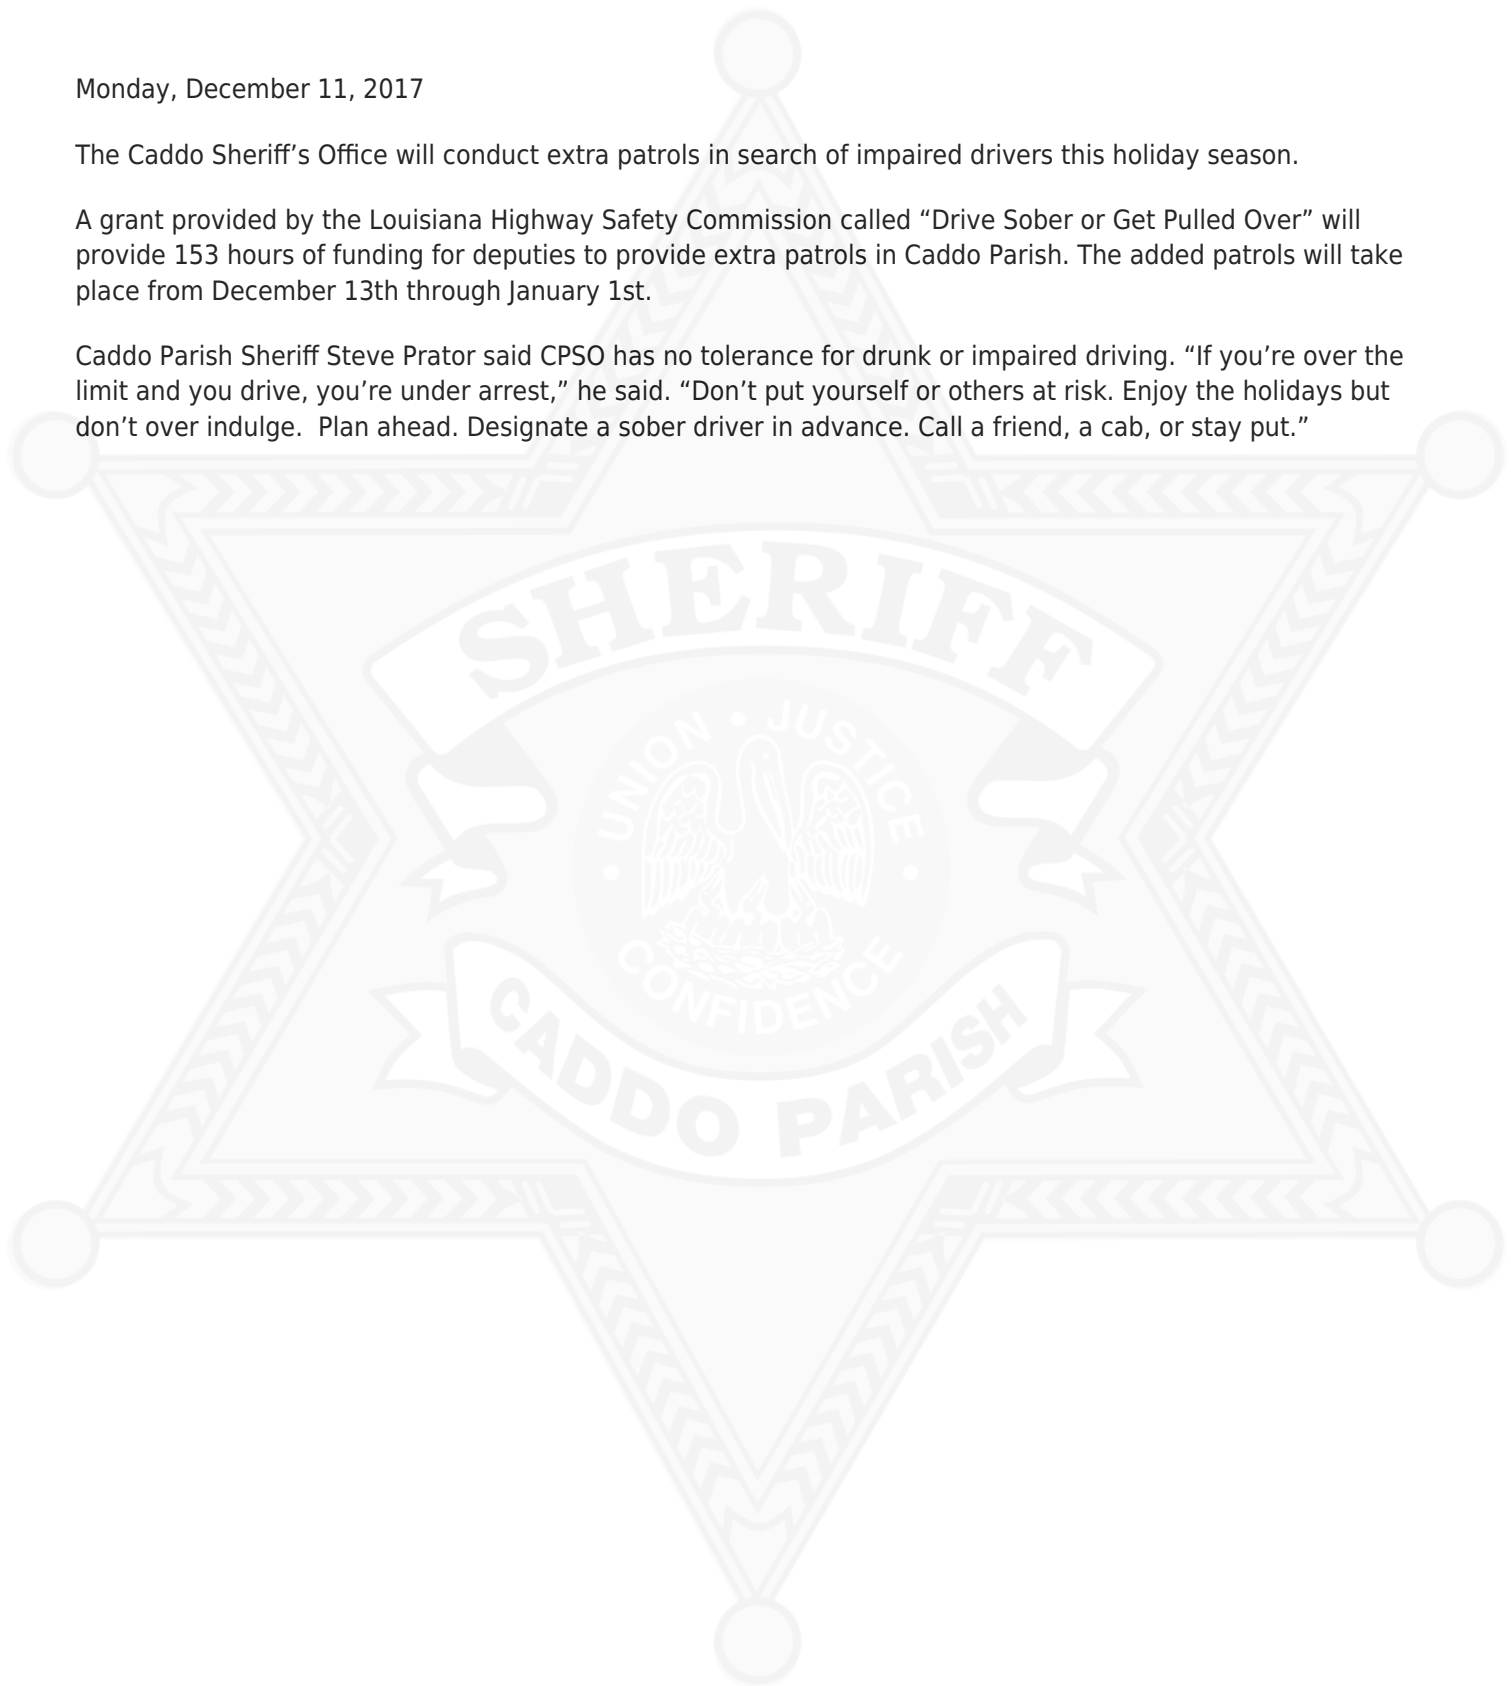 Monday, December 11, 2017
The Caddo Sheriff’s Office will conduct extra patrols in search of impaired drivers this holiday season.
A grant provided by the Louisiana Highway Safety Commission called “Drive Sober or Get Pulled Over” will
provide 153 hours of funding for deputies to provide extra patrols in Caddo Parish. The added patrols will take
place from December 13th through January 1st.
Caddo Parish Sheriff Steve Prator said CPSO has no tolerance for drunk or impaired driving. “If you’re over the
limit and you drive, you’re under arrest,” he said. “Don’t put yourself or others at risk. Enjoy the holidays but
don’t over indulge.  Plan ahead. Designate a sober driver in advance. Call a friend, a cab, or stay put.”
SHERIFF
UNION • JUSTICE
• CONFIDENCE •
CADDO PARISH